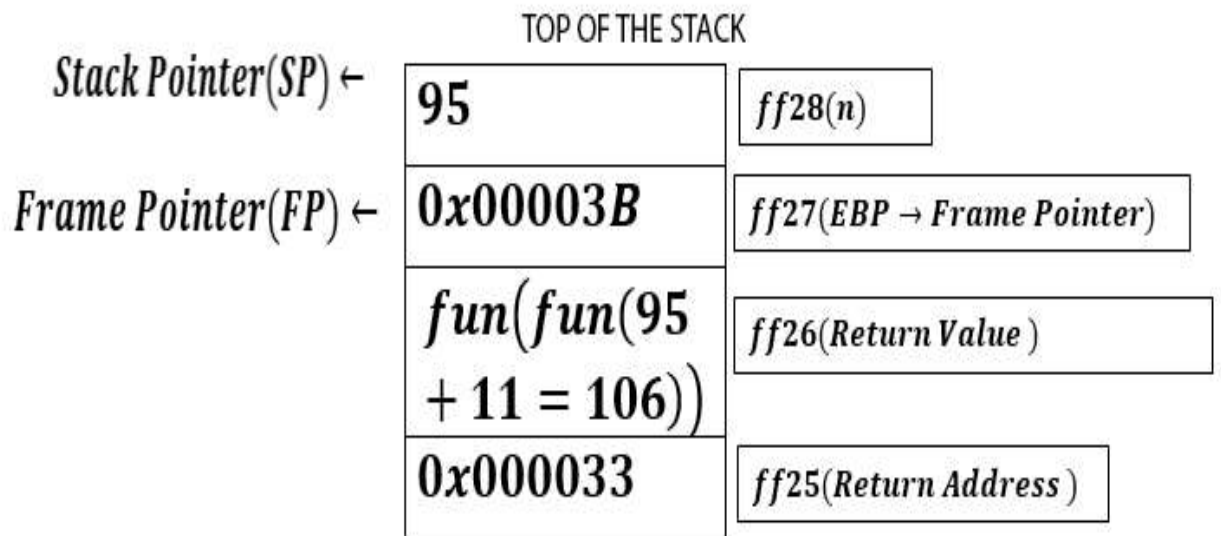 TOP OF THE STACK
Stack Pointer(SP) ←
95
ff28(n)
Frame Pointer(FP) ←
0x00003B
ff27(EBP → Frame Pointer)
fun(fun(95
+ 11 = 106))
ff26(Return Value )
0x000033
ff25(Return Address )